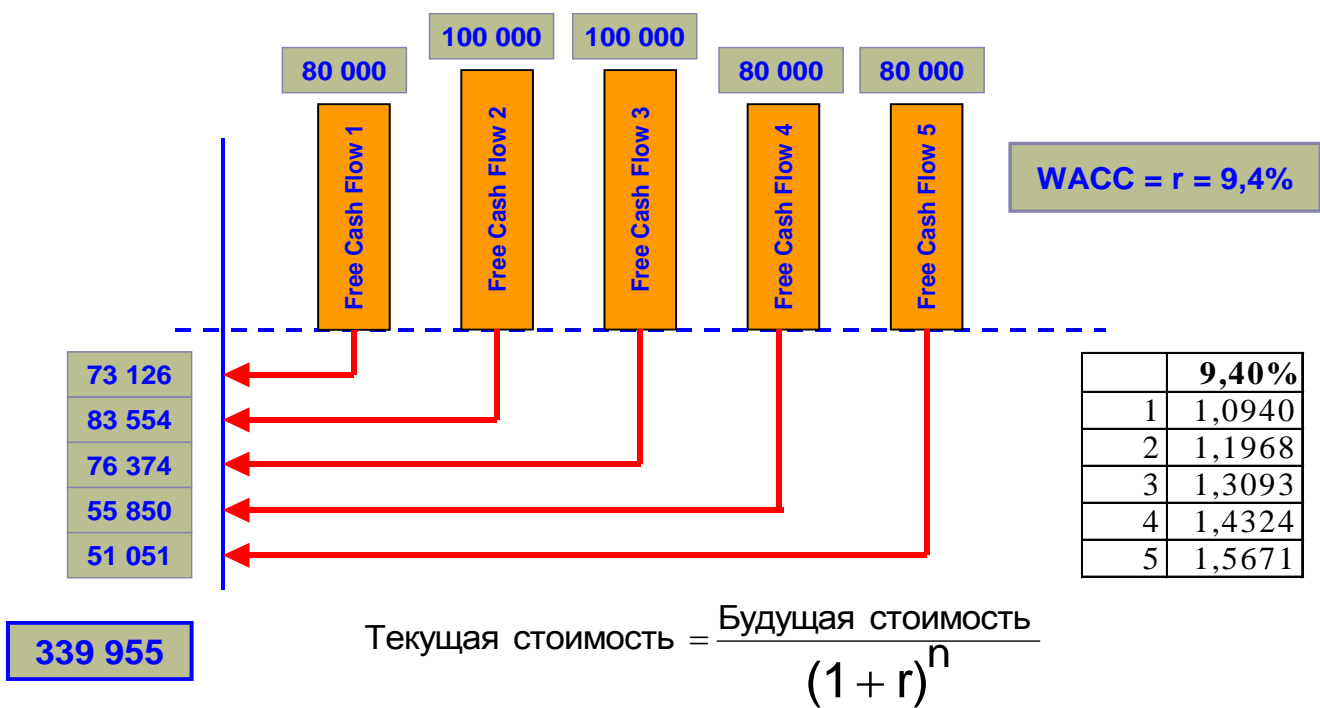 100 000 100 000
80 000 80 000 80 000
Free Cash Flow 1
Free Cash Flow 2
Free Cash Flow 3
Free Cash Flow 4
Free Cash Flow 5
WACC = r = 9,4%
73 126
83 554
76 374
55 850
51 051
339 955
9,40%
1 1,0940
2 1,1968
3 1,3093
4 1,4324
5 1,5671
Текущая стоимость = Будущая стоимость
(1 + r)^n